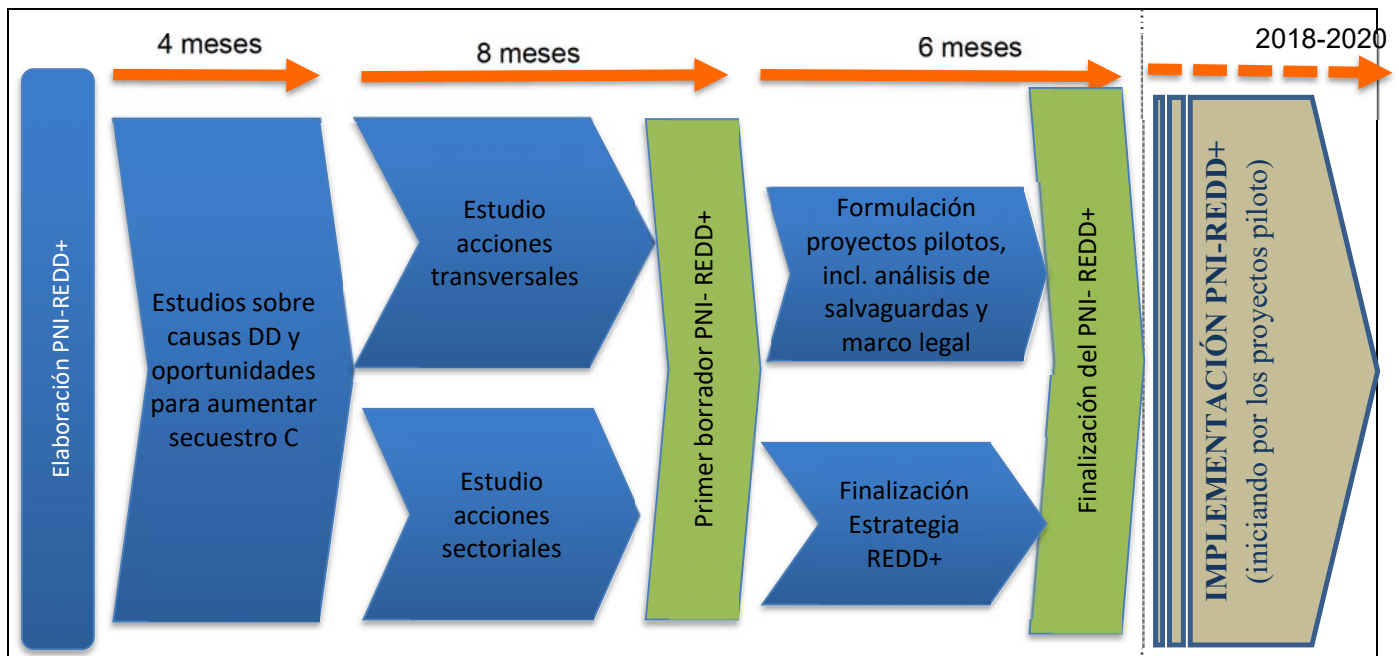 4 meses
8 meses
6 meses
2018-2020
Elaboración PNI-REDD+
Estudios sobre
causas DD y
oportunidades
para aumentar
secuestro C
Estudio
acciones
transversales
Estudio
acciones
sectoriales
Primer borrador PNI- REDD+
Formulación
proyectos pilotos,
incl. análisis de
salvaguardas y
marco legal
Finalización
Estrategia
REDD+
Finalización del PNI- REDD+
IMPLEMENTACIÓN PNI-REDD+
(iniciando por los proyectos piloto)